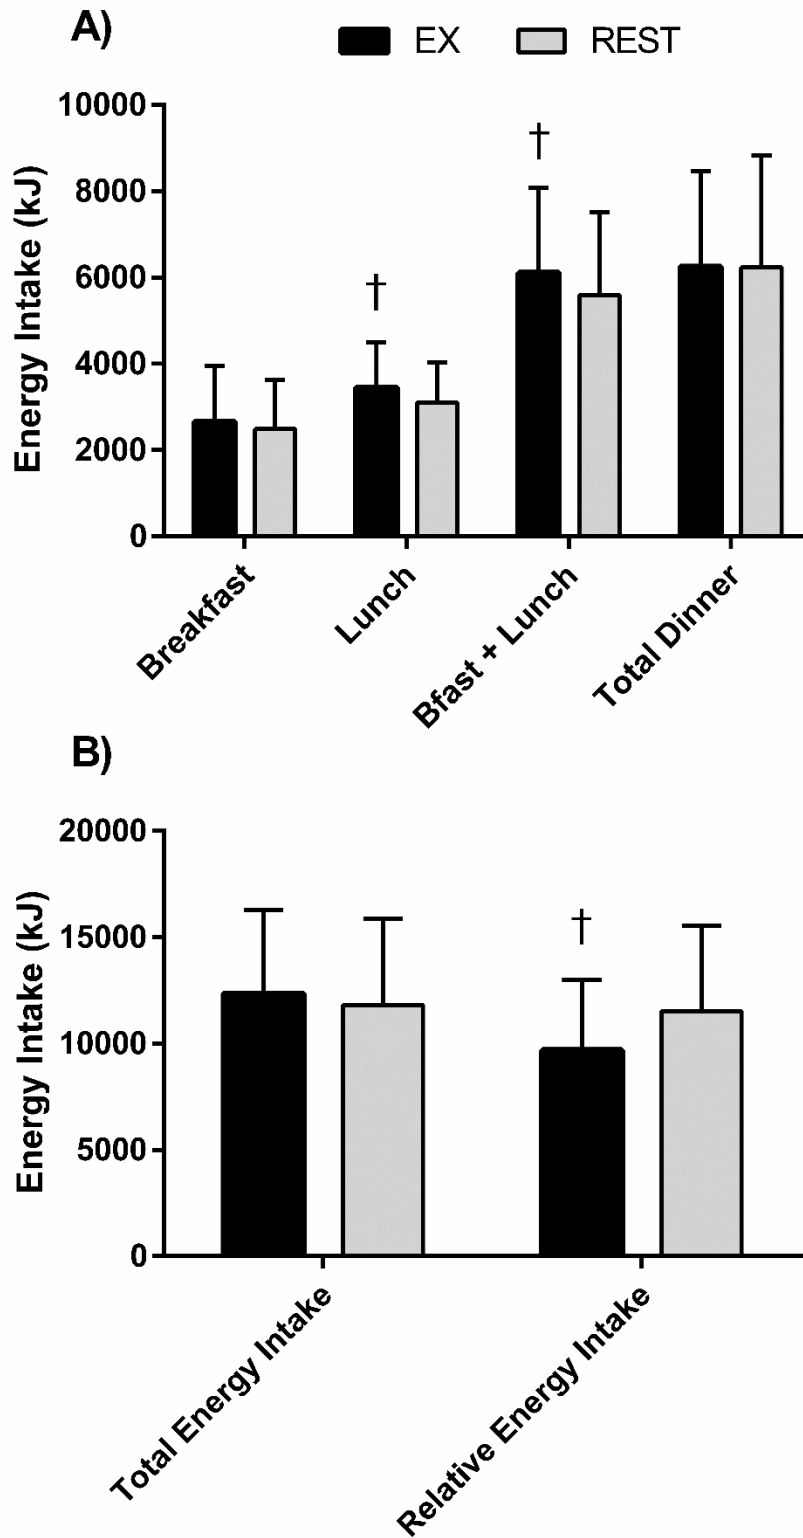 A)
EX REST
Energy Intake (kJ)
10000
8000
6000
4000
2000
0
†
†
Breakfast
Lunch
Bfast + Lunch
Total Dinner
B)
Energy Intake (kJ)
20000
15000
10000
5000
0
†
Total Energy Intake
Relative Energy Intake